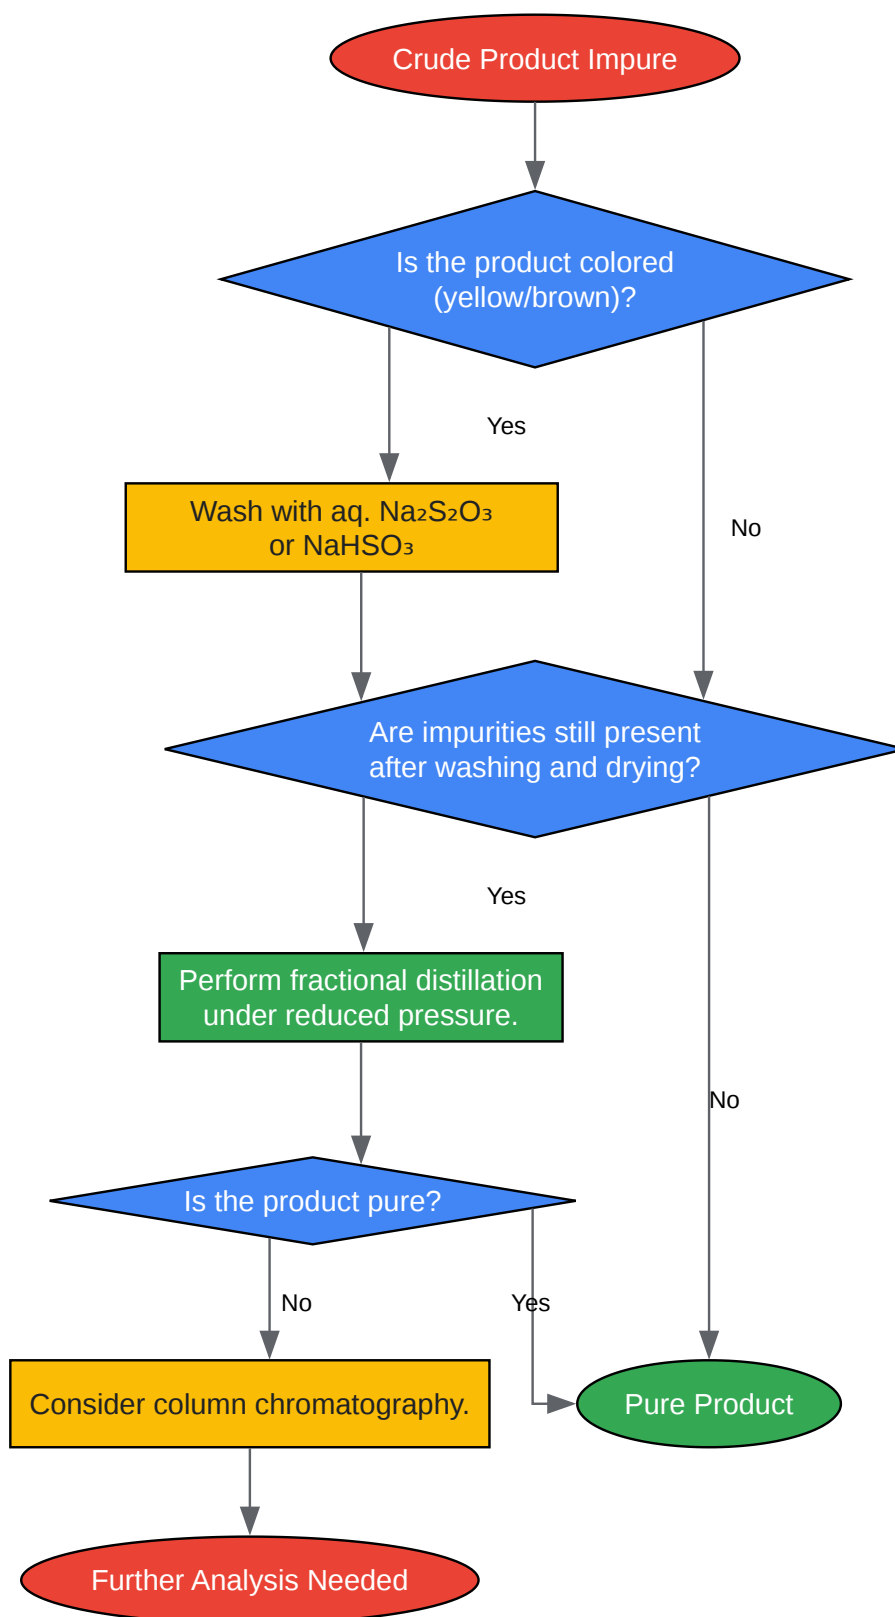 Crude Product Impure
Is the product colored
(yellow/brown)?
Yes
Wash with aq. Na₂S₂O₃
or NaHSO₃
No
Are impurities still present
after washing and drying?
Yes
Perform fractional distillation
under reduced pressure.
No
Is the product pure?
No
Yes
Consider column chromatography.
Pure Product
Further Analysis Needed